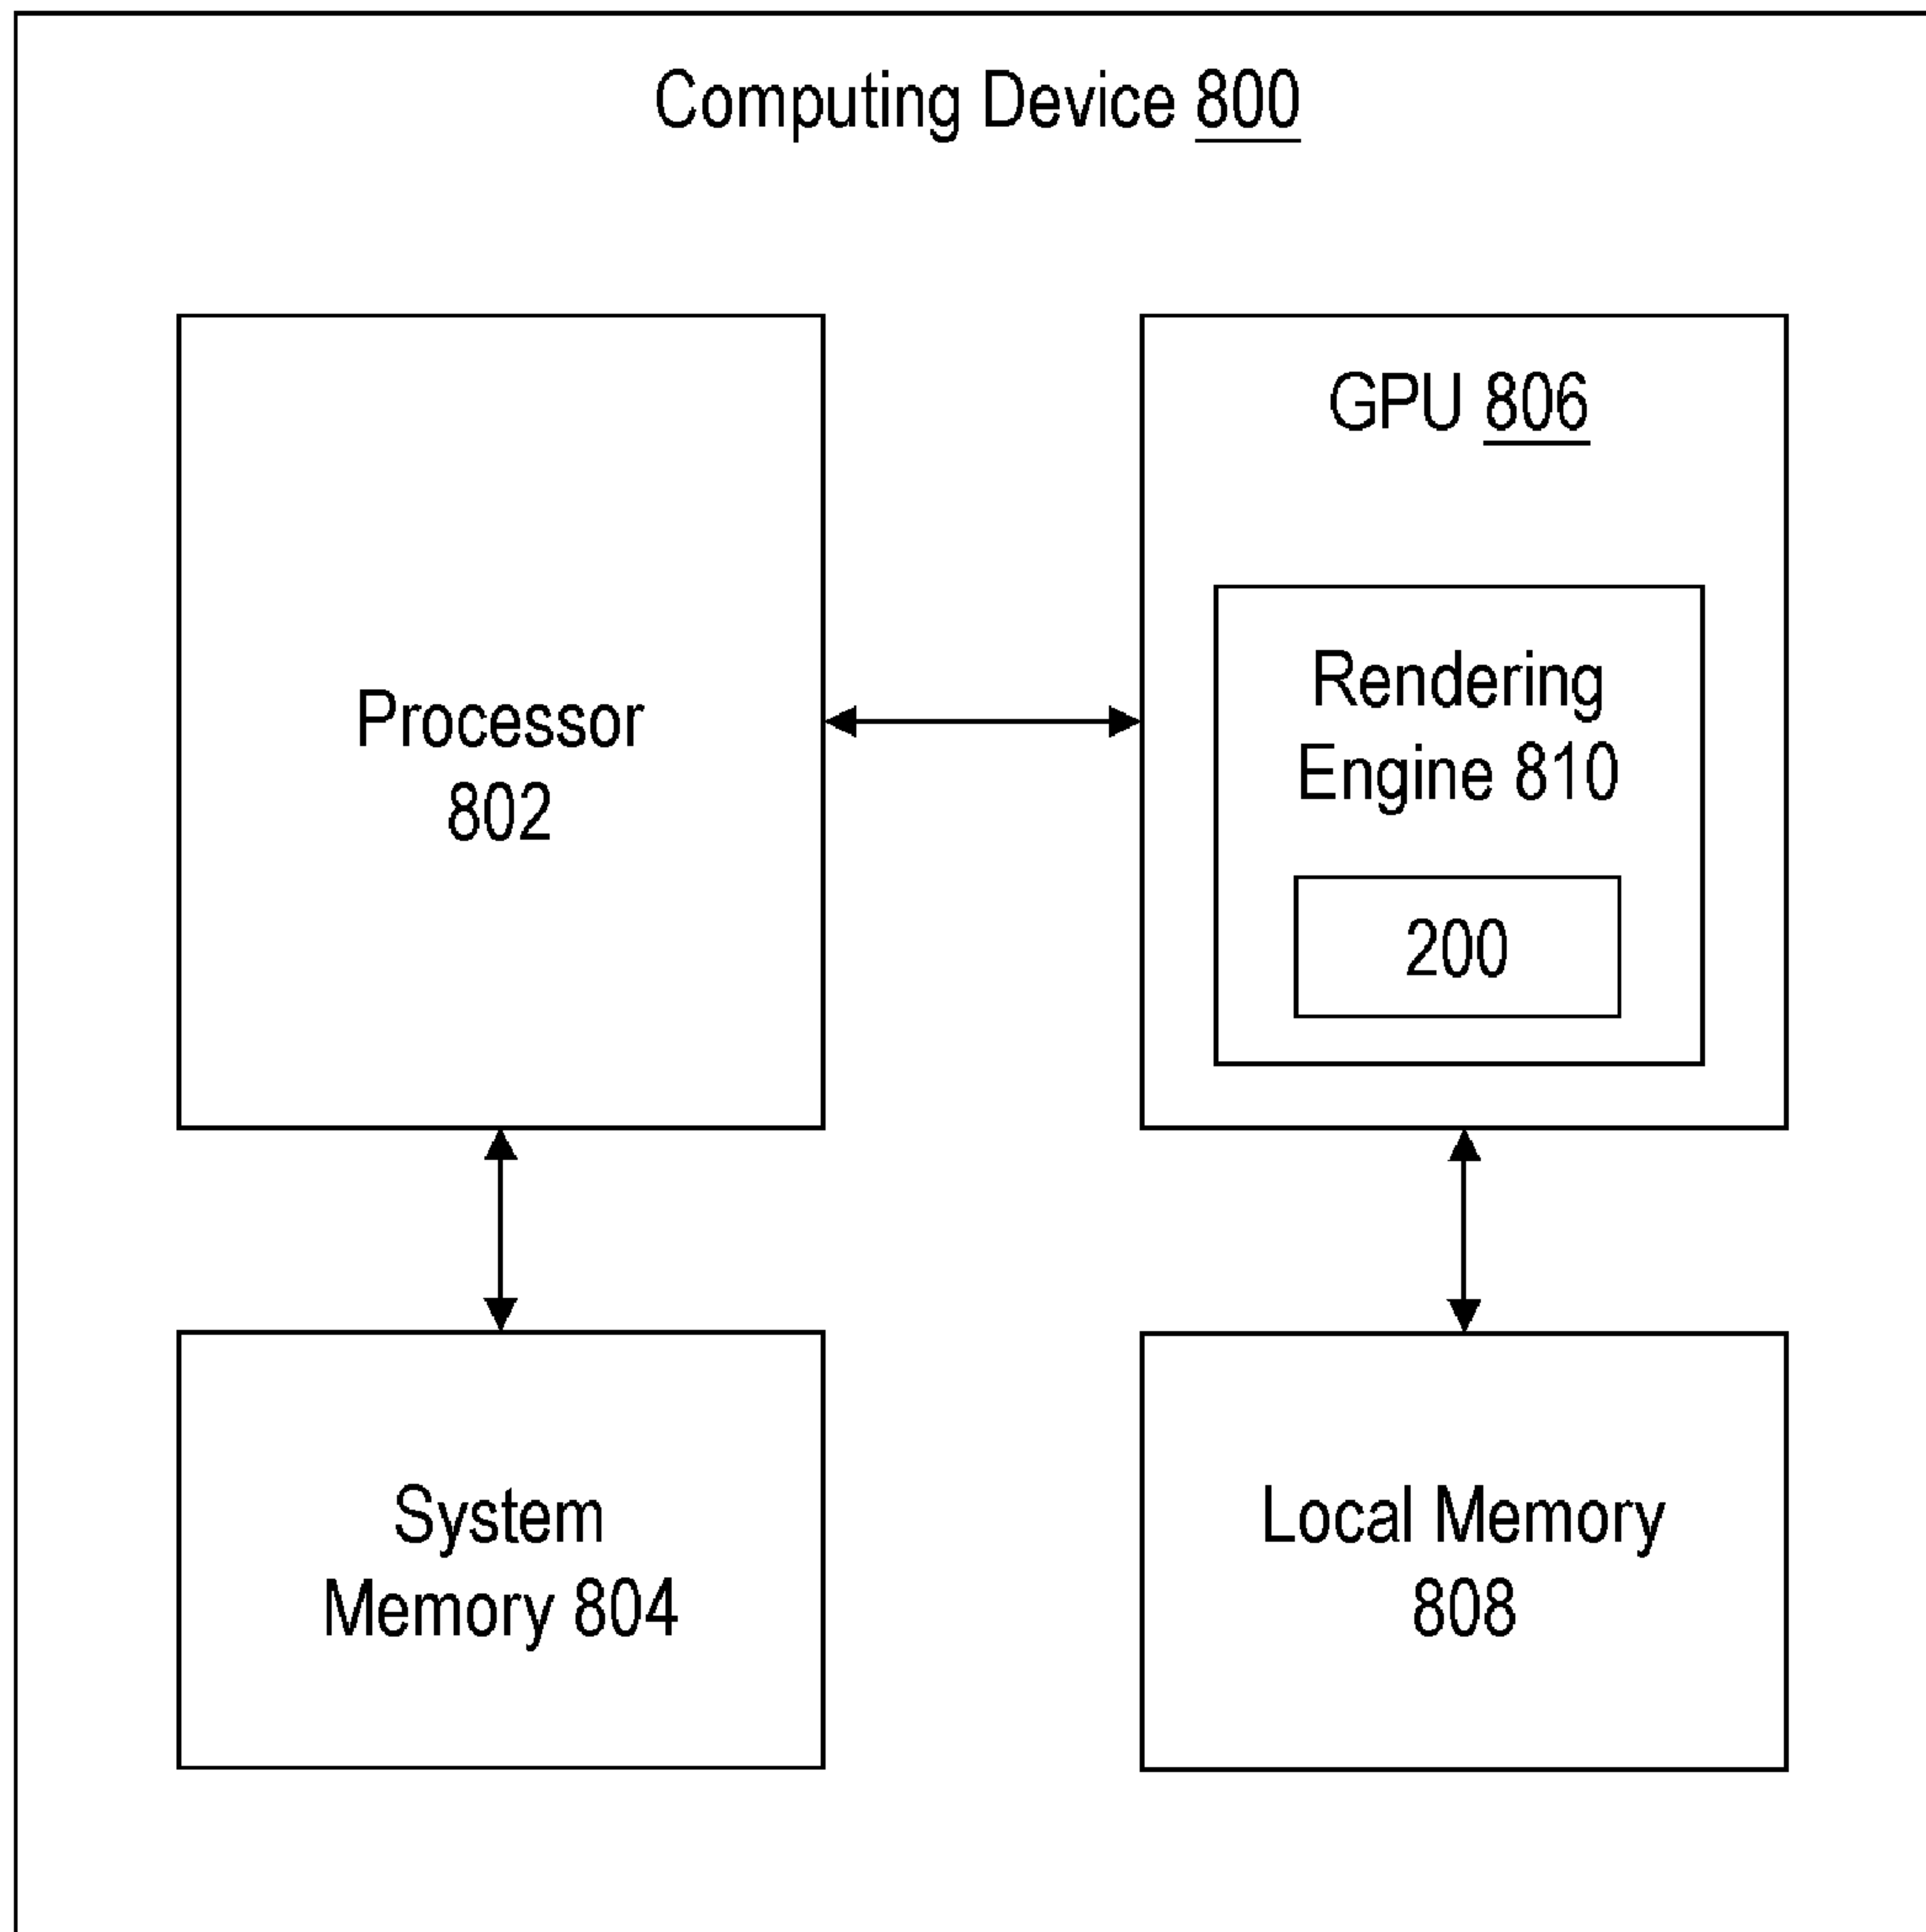 Computing Device 800
Processor
802
GPU 806
Rendering
Engine 810
200
System
Memory 804
Local Memory
808